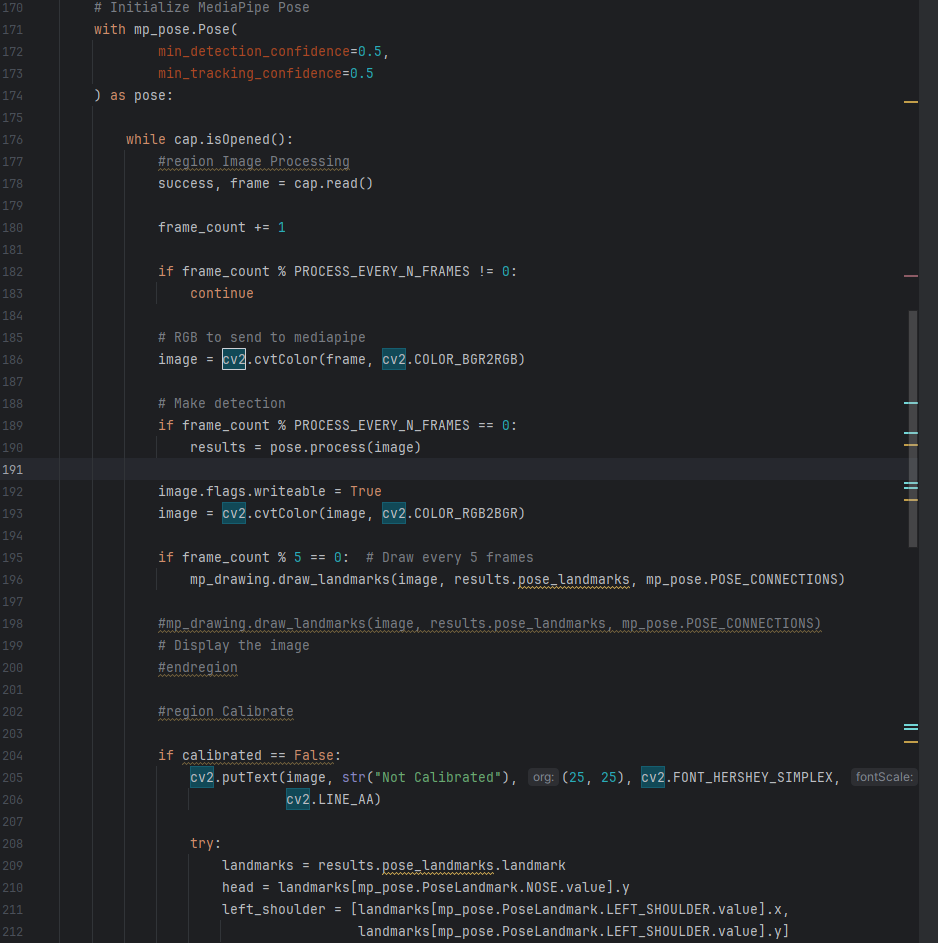 170 # Initialize MediaPipe Pose
171 with mp_pose.Pose(
172 min_detection_confidence=0.5,
173 min_tracking_confidence=0.5
174 ) as pose:
175
176 while cap.isOpened():
177 #region Image Processing
178 success, frame = cap.read()
179
180 frame_count += 1
181
182 if frame_count % PROCESS_EVERY_N_FRAMES != 0:
183 continue
184
185 # RGB to send to mediapipe
186 image = cv2.cvtColor(frame, cv2.COLOR_BGR2RGB)
187
188 # Make detection
189 if frame_count % PROCESS_EVERY_N_FRAMES == 0:
190 results = pose.process(image)
191
192 image.flags.writeable = True
193 image = cv2.cvtColor(image, cv2.COLOR_RGB2BGR)
194
195 if frame_count % 5 == 0:  # Draw every 5 frames
196 mp_drawing.draw_landmarks(image, results.pose_landmarks, mp_pose.POSE_CONNECTIONS)
197
198 #mp_drawing.draw_landmarks(image, results.pose_landmarks, mp_pose.POSE_CONNECTIONS)
199 # Display the image
200 #endregion
201
202 #region Calibrate
203
204 if calibrated == False:
205 cv2.putText(image, str("Not Calibrated"), org: (25, 25), cv2.FONT_HERSHEY_SIMPLEX, fontScale:
206 cv2.LINE_AA)
207
208 try:
209 landmarks = results.pose_landmarks.landmark
210 head = landmarks[mp_pose.PoseLandmark.NOSE.value].y
211 left_shoulder = [landmarks[mp_pose.PoseLandmark.LEFT_SHOULDER.value].x,
212 landmarks[mp_pose.PoseLandmark.LEFT_SHOULDER.value].y]